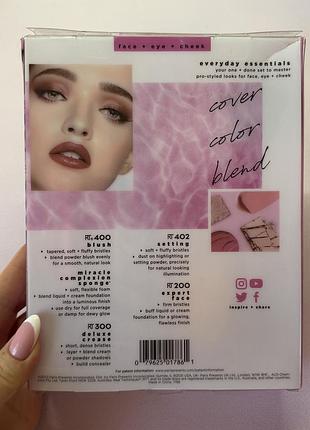 face + eye + cheek
everyday essentials
your one + done set to master
pro-styled looks for face, eye + cheek
cover
color
blend
RT 400
blush
• tapered, soft + fluffy bristles
• blend powder blush evenly
for a smooth, natural look
miracle
complexion
sponge®
• soft, flexible foam
• blend liquid + cream foundation
into a luminous finish
• use dry for full coverage
or damp for dewy glow
RT 300
deluxe
crease
• short, dense bristles
• layer + blend cream
or powder shadows
• build concealer
RT 402
setting
• soft + fluffy bristles
• dust on highlighting or
setting powder, precisely
for natural looking
illumination
RT 200
expert
face
• firm bristles
• buff liquid or cream
foundation for a glowing,
flawless finish
inspire + share
0 79625 01786 1